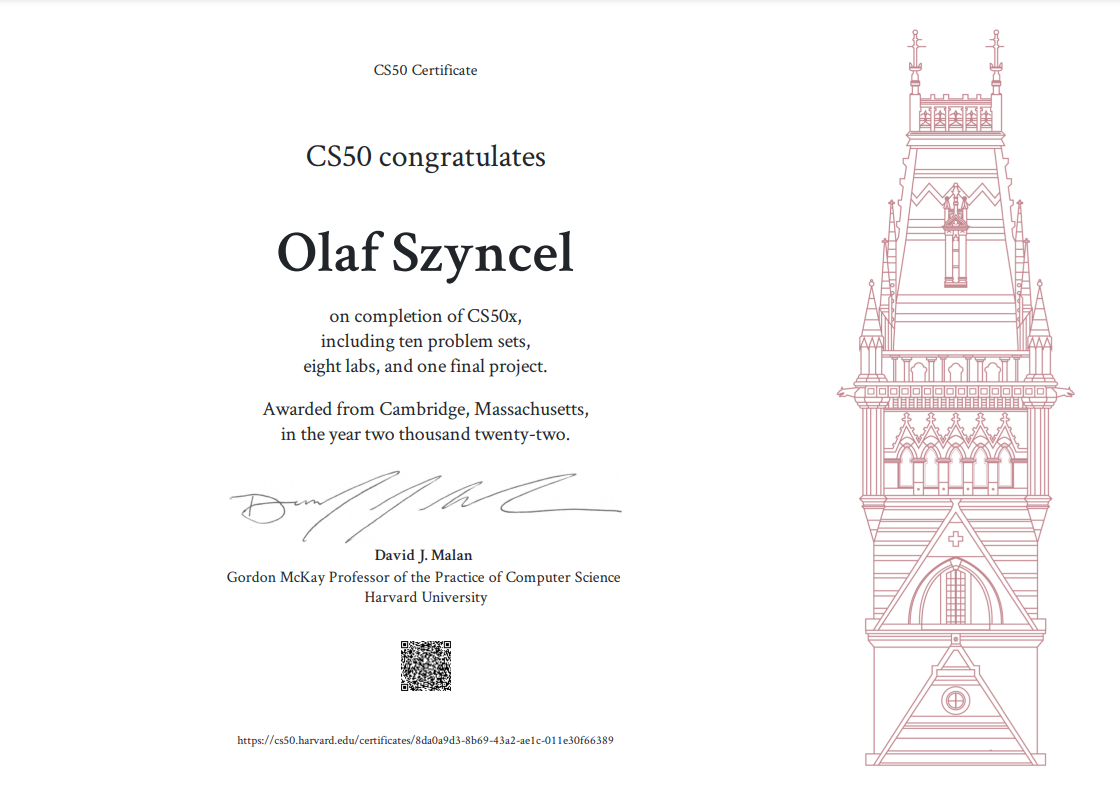 CS50 Certificate
CS50 congratulates
Olaf Szyncel
on completion of CS50x,
including ten problem sets,
eight labs, and one final project.
Awarded from Cambridge, Massachusetts,
in the year two thousand twenty-two.
David J. Malan
Gordon McKay Professor of the Practice of Computer Science
Harvard University
https://cs50.harvard.edu/certificates/8da0a9d3-8b69-43a2-ae1c-011e30f66389